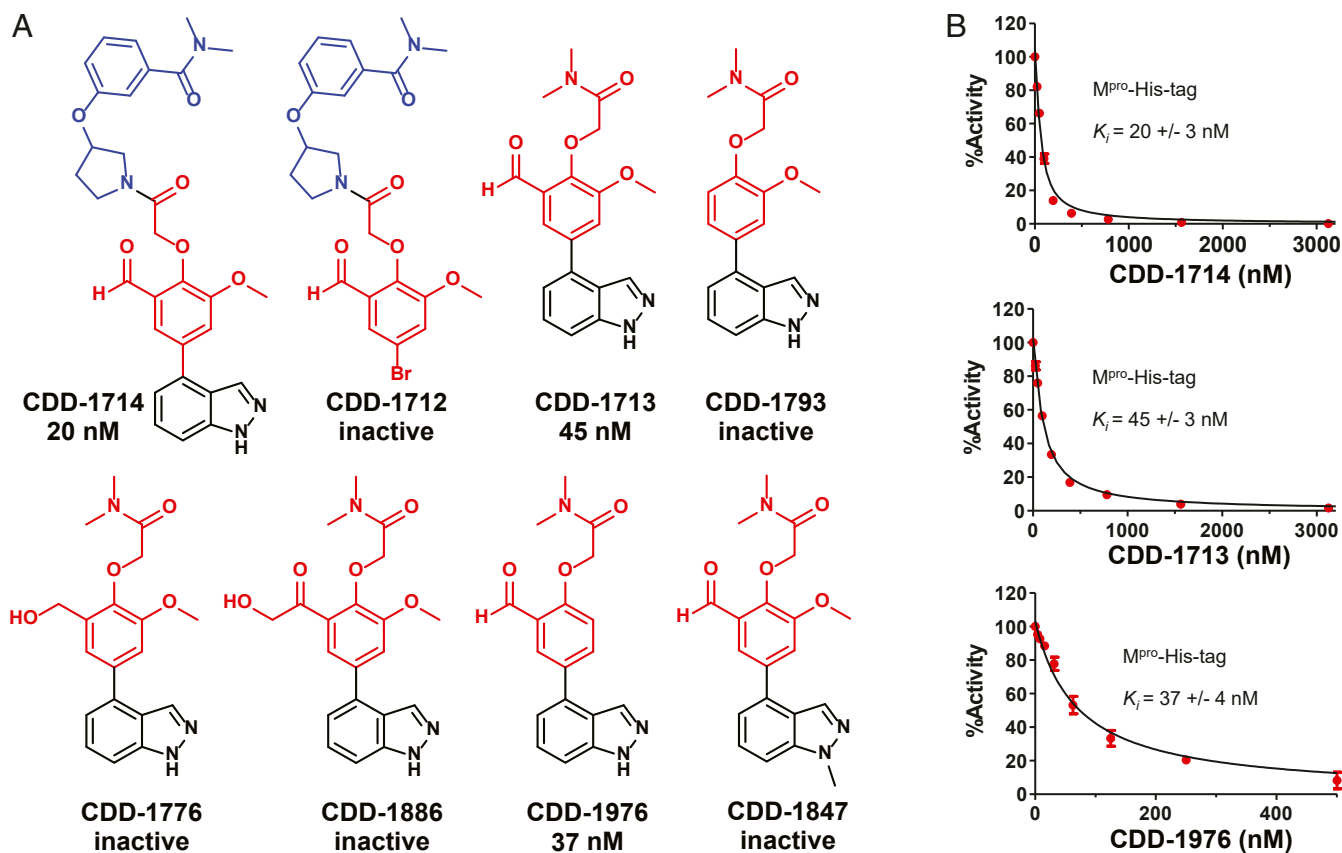 A
N
O
O
N
O
H
O
O
O
N
N
H
CDD-1714
20 nM
N
O
O
N
O
H
O
O
O
Br
CDD-1712
inactive
N
O
O
H
O
O
N
N
H
CDD-1713
45 nM
N
O
O
O
N
N
H
CDD-1793
inactive
N
O
O
HO
O
N
N
H
CDD-1776
inactive
N
O
O
O
HO
O
N
N
H
CDD-1886
inactive
N
O
O
O
H
N
N
H
CDD-1976
37 nM
N
O
O
O
H
O
N
N
CDD-1847
inactive
B
%Activity
120
100
80
60
40
20
0
Mpro-His-tag
Ki = 20 +/- 3 nM
0 1000 2000 3000
CDD-1714 (nM)
%Activity
120
100
80
60
40
20
0
Mpro-His-tag
Ki = 45 +/- 3 nM
0 1000 2000 3000
CDD-1713 (nM)
%Activity
120
100
80
60
40
20
0
Mpro-His-tag
Ki = 37 +/- 4 nM
0 200 400
CDD-1976 (nM)